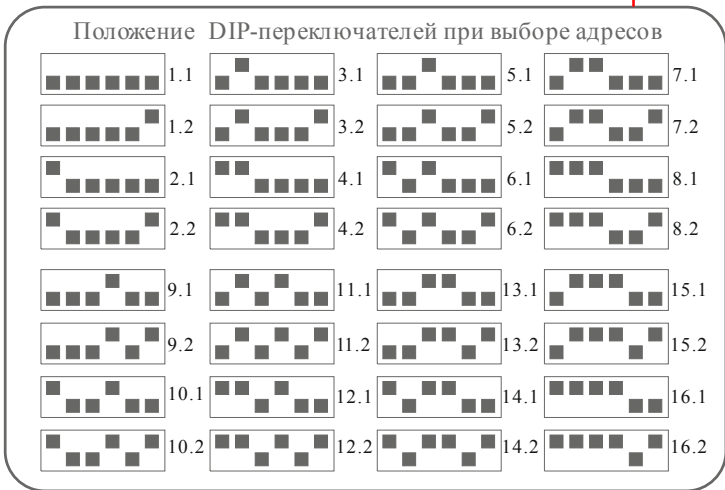 Положение DIP-переключателей при выборе адресов
1.1 3.1 5.1 7.1
1.2 3.2 5.2 7.2
2.1 4.1 6.1 8.1
2.2 4.2 6.2 8.2
9.1 11.1 13.1 15.1
9.2 11.2 13.2 15.2
10.1 12.1 14.1 16.1
10.2 12.2 14.2 16.2